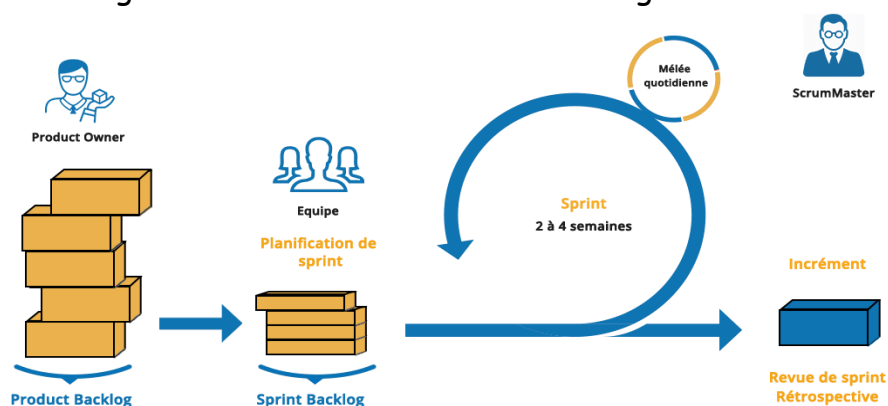 Mêlée
quotidienne
ScrumMaster
Product Owner
Equipe
Planification de
sprint
Sprint
2 à 4 semaines
Incrément
Product Backlog
Sprint Backlog
Revue de sprint
Rétrospective